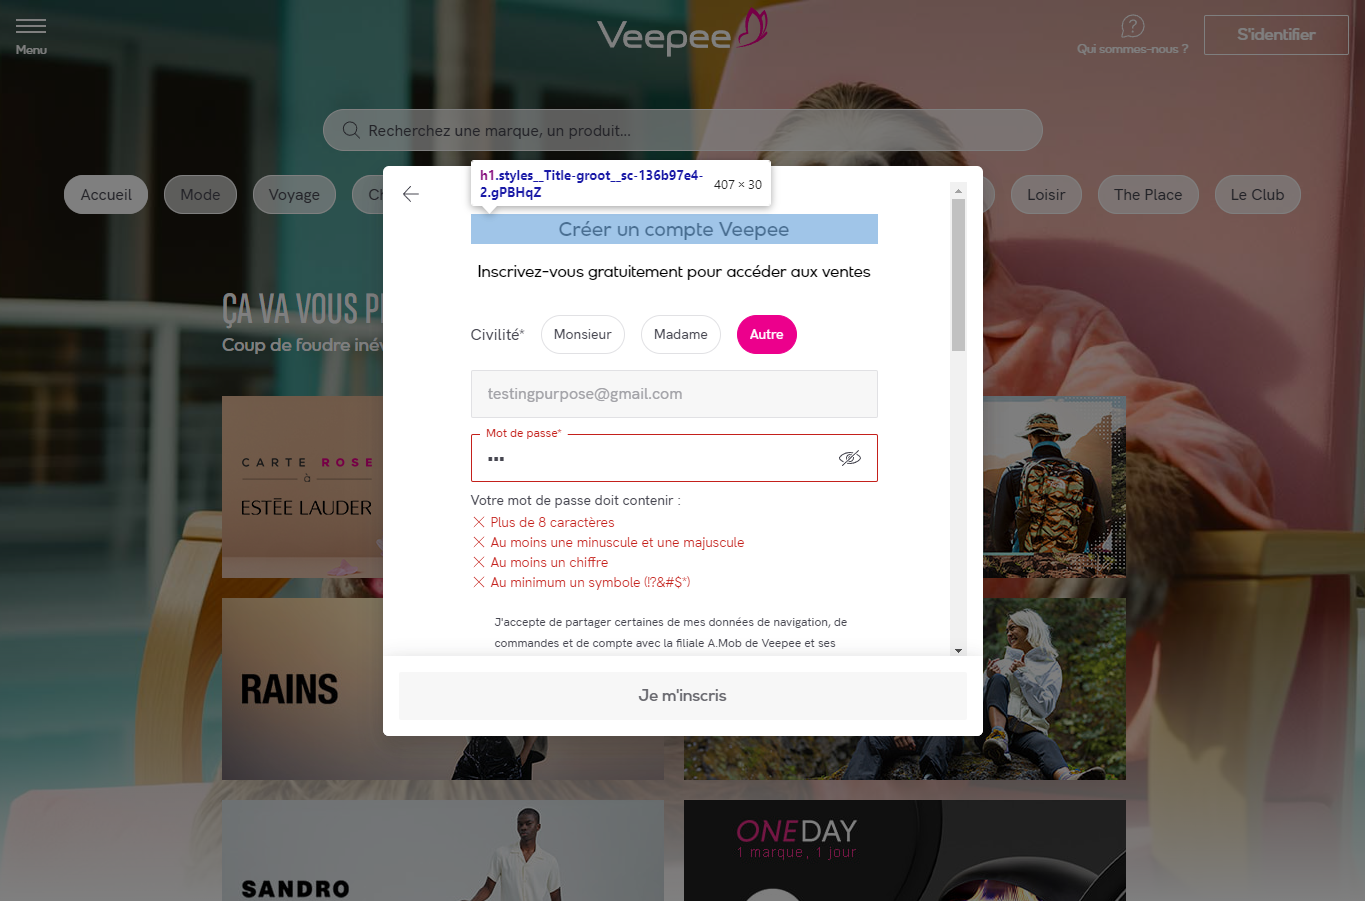 Menu
Veepee
Qui sommes-nous ?
S'identifier
Recherchez une marque, un produit...
Accueil
Mode
Voyage
Loisir
The Place
Le Club
h1.styles__Title-groot__sc-136b97e4-
2.gPBHqZ
407 × 30
Créer un compte Veepee
Inscrivez-vous gratuitement pour accéder aux ventes
ÇA VA VOUS
Coup de foudre
Civilité*
Monsieur
Madame
Autre
testingpurpose@gmail.com
Mot de passe*
•••
Votre mot de passe doit contenir :
Plus de 8 caractères
Au moins une minuscule et une majuscule
Au moins un chiffre
Au minimum un symbole (!?&#$*)
J'accepte de partager certaines de mes données de navigation, de
commandes et de compte avec la filiale A.Mob de Veepee et ses
Je m'inscris
CARTE ROSE
à
ESTĒE LAUDER
RAINS
SANDRO
ONEDAY
1 marque, 1 jour